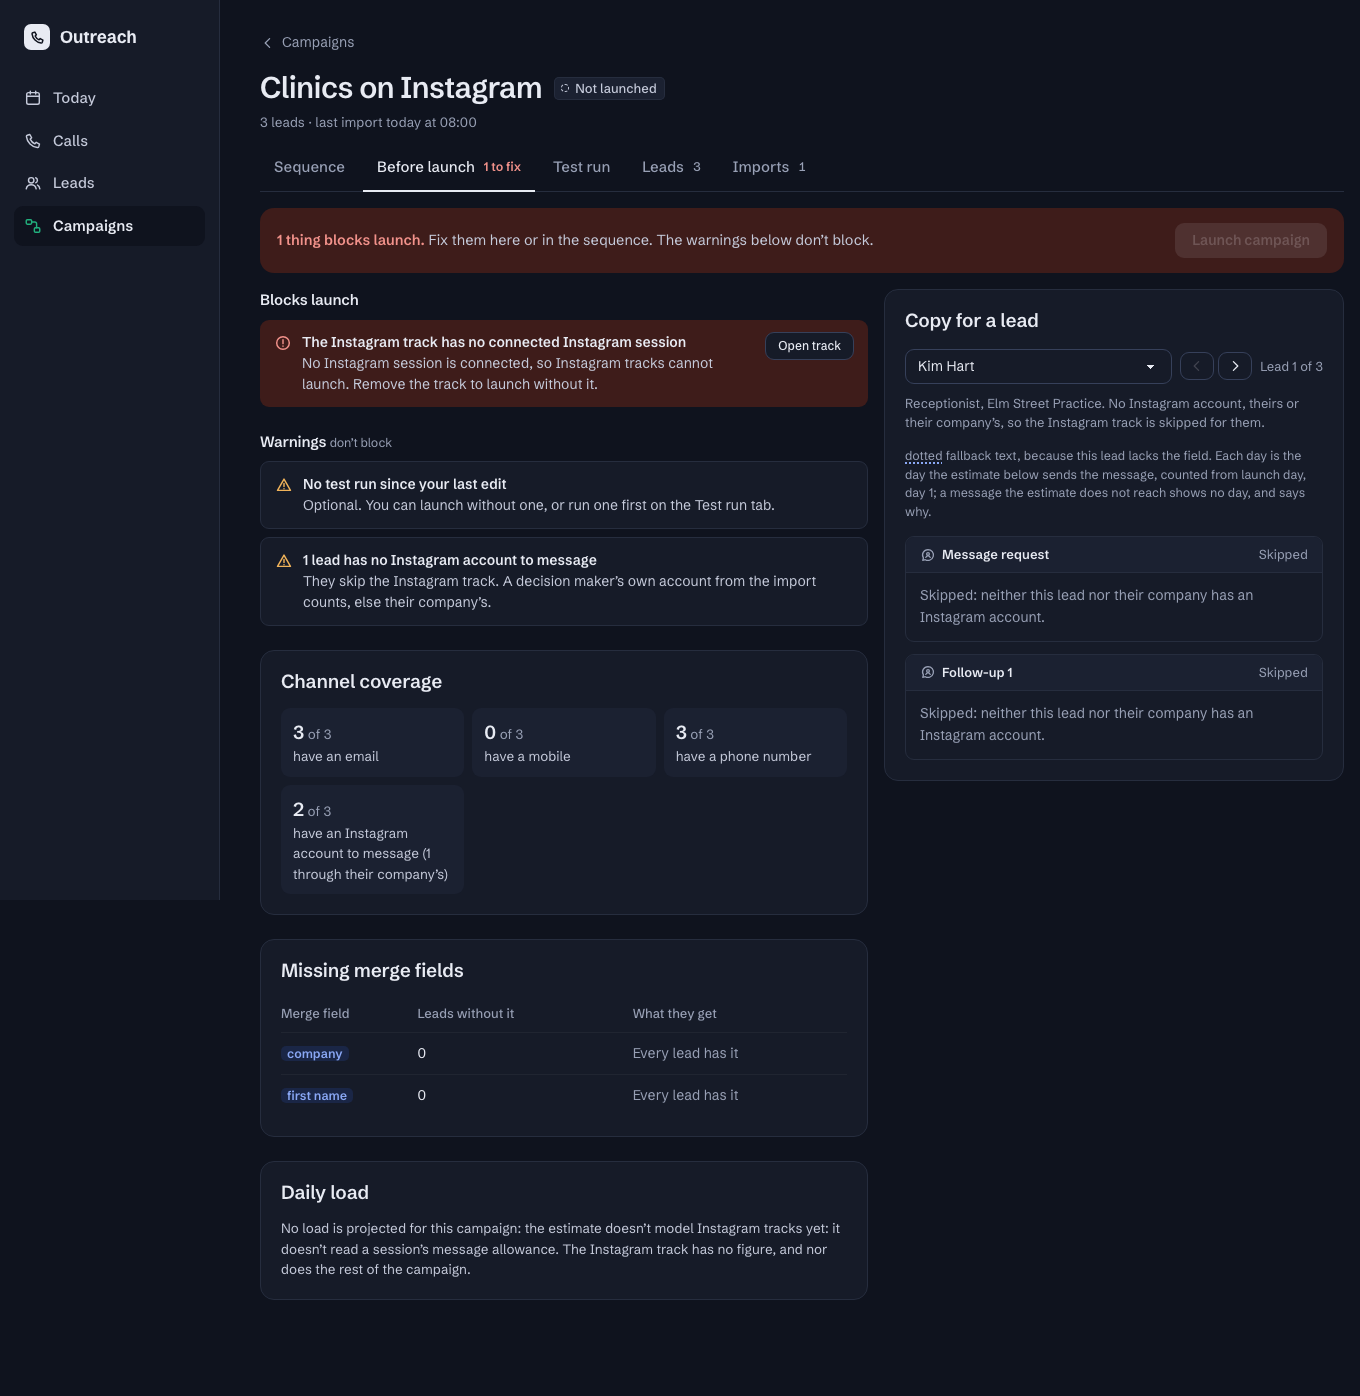 Outreach
Today
Calls
Leads
Campaigns
Campaigns
Clinics on Instagram
Not launched
3 leads · last import today at 08:00
Sequence
Before launch 1 to fix
Test run
Leads 3
Imports 1
1 thing blocks launch. Fix them here or in the sequence. The warnings below don’t block.
Launch campaign
Blocks launch
The Instagram track has no connected Instagram session
No Instagram session is connected, so Instagram tracks cannot
launch. Remove the track to launch without it.
Open track
Warnings don’t block
No test run since your last edit
Optional. You can launch without one, or run one first on the Test run tab.
1 lead has no Instagram account to message
They skip the Instagram track. A decision maker’s own account from the import
counts, else their company’s.
Channel coverage
3 of 3
have an email
0 of 3
have a mobile
3 of 3
have a phone number
2 of 3
have an Instagram
account to message (1
through their company’s)
Missing merge fields
Merge field Leads without it What they get
company 0 Every lead has it
first name 0 Every lead has it
Daily load
No load is projected for this campaign: the estimate doesn’t model Instagram tracks yet: it
doesn’t read a session’s message allowance. The Instagram track has no figure, and nor
does the rest of the campaign.
Copy for a lead
Kim Hart
Lead 1 of 3
Receptionist, Elm Street Practice. No Instagram account, theirs or
their company’s, so the Instagram track is skipped for them.
dotted fallback text, because this lead lacks the field. Each day is the
day the estimate below sends the message, counted from launch day,
day 1; a message the estimate does not reach shows no day, and says
why.
Message request Skipped
Skipped: neither this lead nor their company has an
Instagram account.
Follow-up 1 Skipped
Skipped: neither this lead nor their company has an
Instagram account.